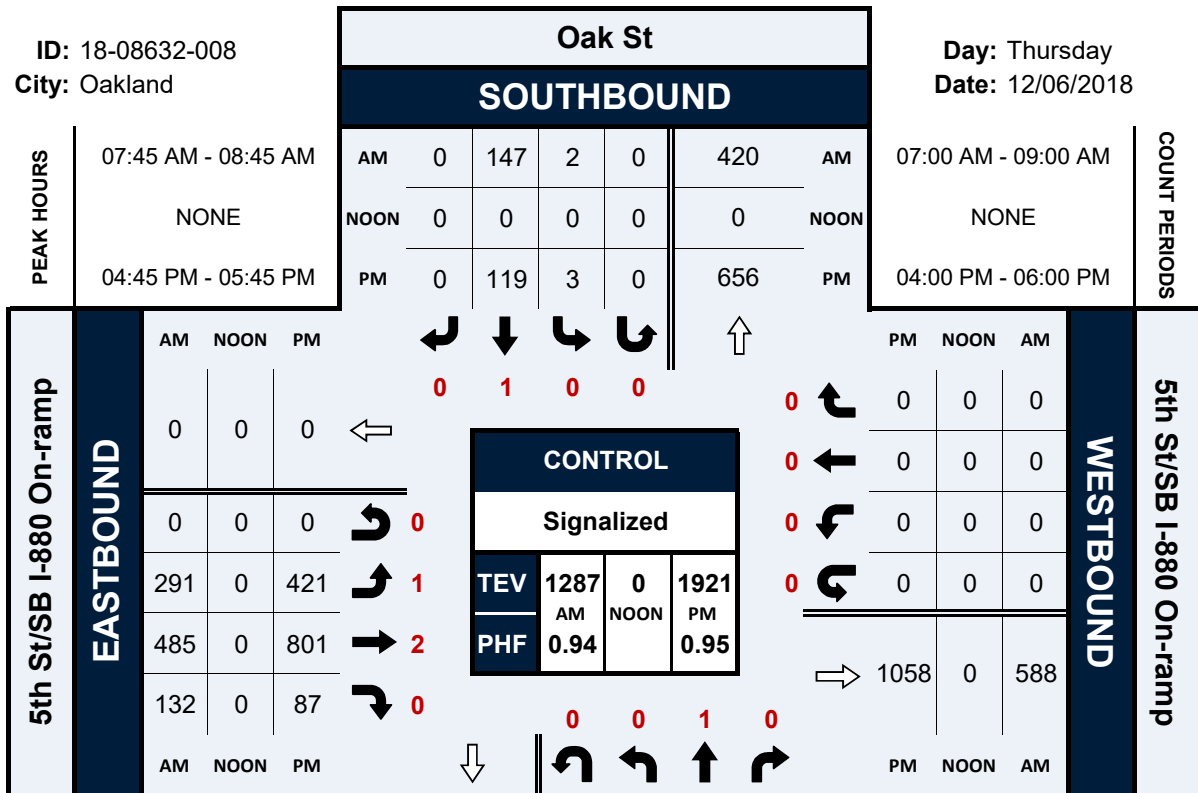 ID: 18-08632-008
City: Oakland
Oak St
SOUTHBOUND
Day: Thursday
Date: 12/06/2018
PEAK HOURS
07:45 AM - 08:45 AM
NONE
04:45 PM - 05:45 PM
AM 0 147 2 0 420 AM
NOON 0 0 0 0 0 NOON
PM 0 119 3 0 656 PM
07:00 AM - 09:00 AM
NONE
04:00 PM - 06:00 PM
COUNT PERIODS
0 1 0 0
5th St/SB I-880 On-ramp
EASTBOUND
AM NOON PM
0 0 0
0 0 0 0
291 0 421 1
485 0 801 2
132 0 87 0
AM NOON PM
CONTROL
Signalized
TEV 1287 0 1921
AM NOON PM
PHF 0.94 0.95
PM NOON AM
0 0 0 0
0 0 0 0
0 0 0 0
0 0 0 0
1058 0 588
PM NOON AM
WESTBOUND
5th St/SB I-880 On-ramp
0 0 1 0